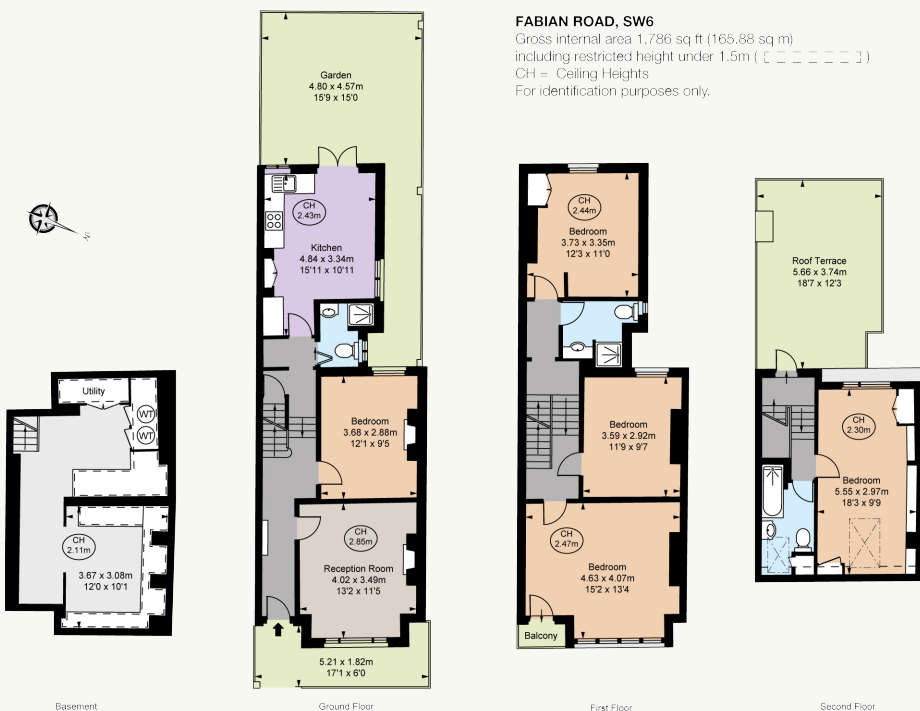 FABIAN ROAD, SW6
Gross internal area 1,786 sq ft (165.88 sq m)
including restricted height under 1.5m ( )
CH = Ceiling Heights
For identification purposes only.
Garden
4.80 x 4.57m
15'9 x 15'0
CH
2.43m
Kitchen
4.84 x 3.34m
15'11 x 10'11
Bedroom
3.68 x 2.88m
12'1 x 9'5
CH
2.85m
Reception Room
4.02 x 3.49m
13'2 x 11'5
5.21 x 1.82m
17'1 x 6'0
Ground Floor
N
Utility
WT
WT
CH
2.11m
3.67 x 3.08m
12'0 x 10'1
Basement
CH
2.44m
Bedroom
3.73 x 3.35m
12'3 x 11'0
Bedroom
3.59 x 2.92m
11'9 x 9'7
CH
2.47m
Bedroom
4.63 x 4.07m
15'2 x 13'4
Balcony
First Floor
Roof Terrace
5.66 x 3.74m
18'7 x 12'3
CH
2.30m
Bedroom
5.55 x 2.97m
18'3 x 9'9
Second Floor